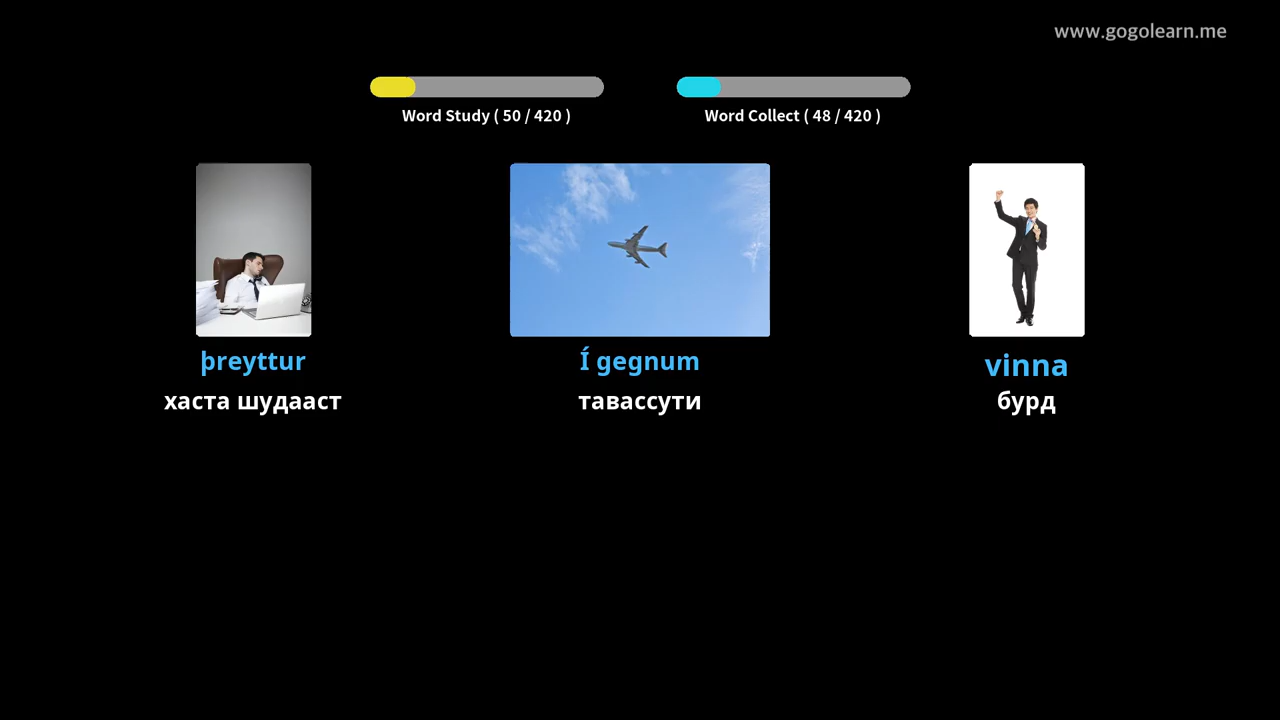 www.gogolearn.me
Word Study ( 50 / 420 )
Word Collect ( 48 / 420 )
þreyttur
Í gegnum
vinna
хаста шудааст
тавассути
бурд